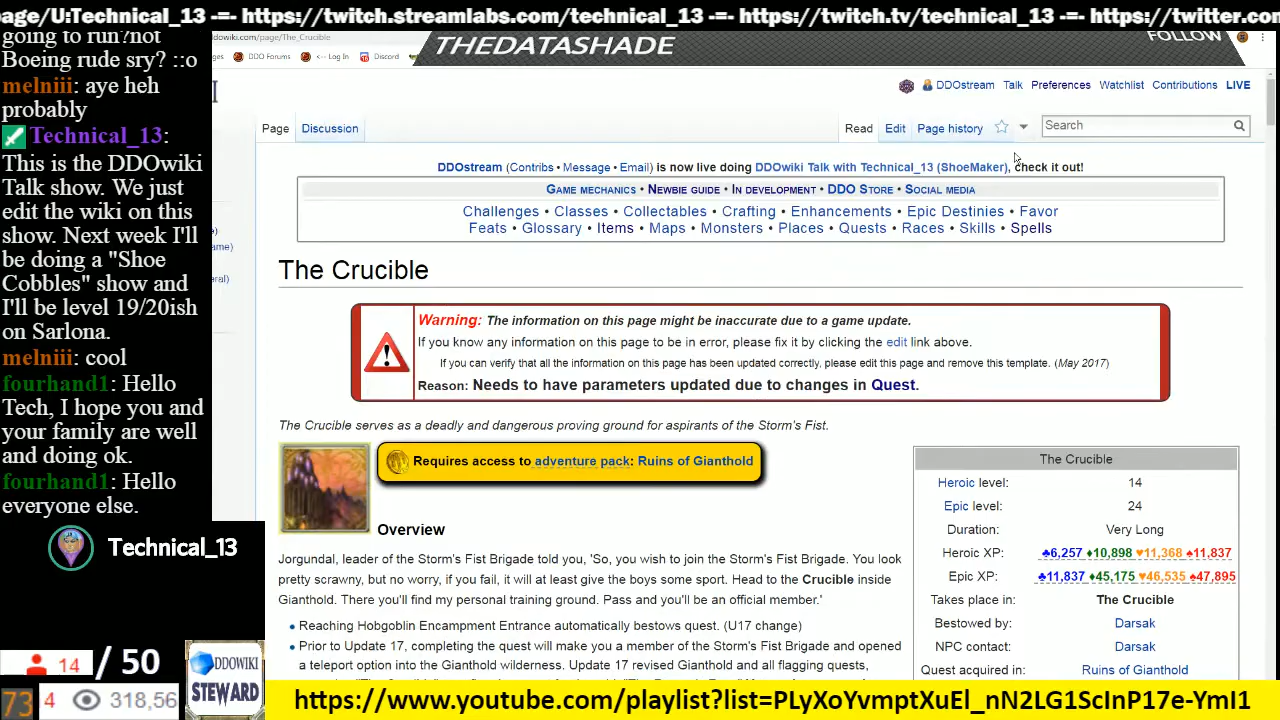 page/U:Technical_13 -=- https://twitch.streamlabs.com/technical_13 -=- https://twitch.tv/technical_13 -=- https://twitter.co
going to run?not
Boeing rude sry? ::o
melniii: aye heh
probably
Technical_13:
This is the DDOwiki
Talk show. We just
edit the wiki on this
show. Next week I'll
be doing a "Shoe
Cobbles" show and
I'll be level 19/20ish
on Sarlona.
melniii: cool
fourhand1: Hello
Tech, I hope you and
your family are well
and doing ok.
fourhand1: Hello
everyone else.
Technical_13
14 / 50
73 4 318,56
DDOWIKI
STEWARD
dowiki.com/page/The_Crucible
THEDATASHADE
FOLLOW
ges DDO Forums <-- Log In Discord
DDOstream Talk Preferences Watchlist Contributions LIVE
Page Discussion Read Edit Page history Search
DDOstream (Contribs • Message • Email) is now live doing DDOwiki Talk with Technical_13 (ShoeMaker), check it out!
Game mechanics • Newbie guide • In development • DDO Store • Social media
Challenges • Classes • Collectables • Crafting • Enhancements • Epic Destinies • Favor
Feats • Glossary • Items • Maps • Monsters • Places • Quests • Races • Skills • Spells
ame)
eral)
The Crucible
Warning: The information on this page might be inaccurate due to a game update.
If you know any information on this page to be in error, please fix it by clicking the edit link above.
If you can verify that all the information on this page has been updated correctly, please edit this page and remove this template. (May 2017)
Reason: Needs to have parameters updated due to changes in Quest.
The Crucible serves as a deadly and dangerous proving ground for aspirants of the Storm's Fist.
Requires access to adventure pack: Ruins of Gianthold
Overview
Jorgundal, leader of the Storm's Fist Brigade told you, 'So, you wish to join the Storm's Fist Brigade. You look
pretty scrawny, but no worry, if you fail, it will at least give the boys some sport. Head to the Crucible inside
Gianthold. There you'll find my personal training ground. Pass and you'll be an official member.'
• Reaching Hobgoblin Encampment Entrance automatically bestows quest. (U17 change)
• Prior to Update 17, completing the quest will make you a member of the Storm's Fist Brigade and opened
a teleport option into the Gianthold wilderness. Update 17 revised Gianthold and all flagging quests,
The Crucible
Heroic level: 14
Epic level: 24
Duration: Very Long
Heroic XP: ♣6,257 ♦10,898 ♥11,368 ♠11,837
Epic XP: ♣11,837 ♦45,175 ♥46,535 ♠47,895
Takes place in: The Crucible
Bestowed by: Darsak
NPC contact: Darsak
Quest acquired in: Ruins of Gianthold
https://www.youtube.com/playlist?list=PLyXoYvmptXuEl_nN2LG1ScInP17e-YmI1